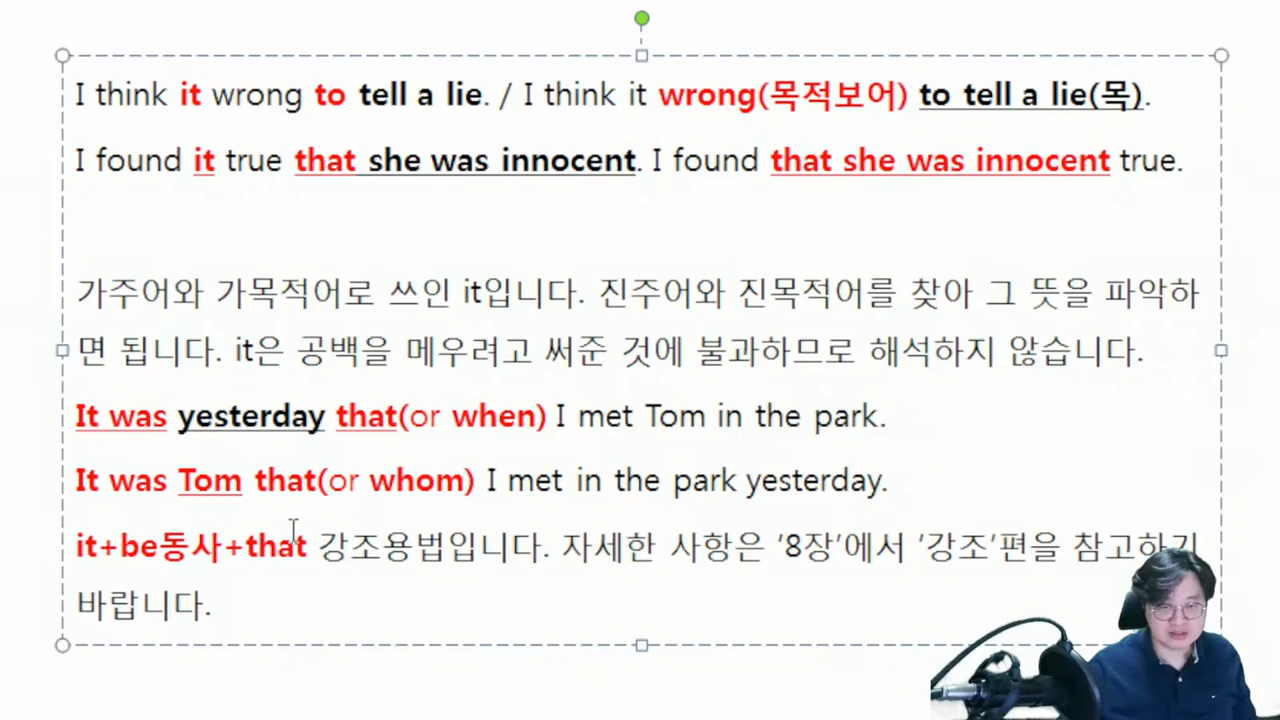 I think it wrong to tell a lie. / I think it wrong(목적보어) to tell a lie(목).
I found it true that she was innocent. I found that she was innocent true.
가주어와 가목적어로 쓰인 it입니다. 진주어와 진목적어를 찾아 그 뜻을 파악하
면 됩니다. it은 공백을 메우려고 써준 것에 불과하므로 해석하지 않습니다.
It was yesterday that(or when) I met Tom in the park.
It was Tom that(or whom) I met in the park yesterday.
it+be동사+that 강조용법입니다. 자세한 사항은 '8장'에서 '강조'편을 참고하기
바랍니다.